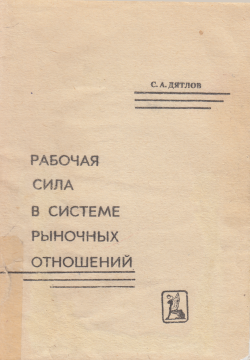 С. А. ДЯТЛОВ
РАБОЧАЯ
СИЛА
В СИСТЕМЕ
РЫНОЧНЫХ
ОТНОШЕНИЙ